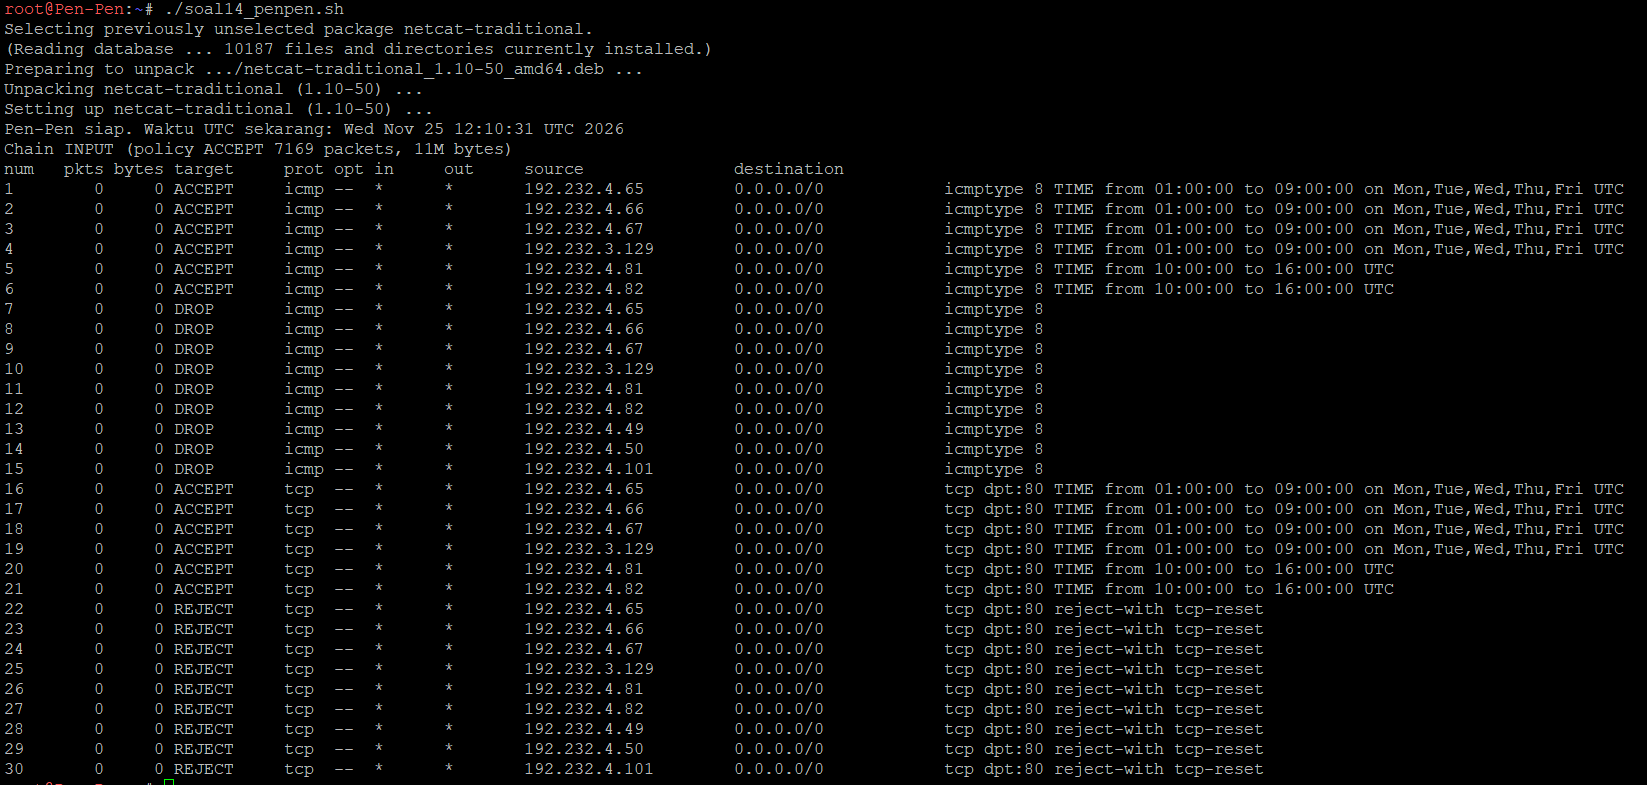 root@Pen-Pen:~# ./soal14_penpen.sh
Selecting previously unselected package netcat-traditional.
(Reading database ... 10187 files and directories currently installed.)
Preparing to unpack .../netcat-traditional_1.10-50_amd64.deb ...
Unpacking netcat-traditional (1.10-50) ...
Setting up netcat-traditional (1.10-50) ...
Pen-Pen siap. Waktu UTC sekarang: Wed Nov 25 12:10:31 UTC 2026
Chain INPUT (policy ACCEPT 7169 packets, 11M bytes)
num   pkts bytes target     prot opt in     out     source               destination
1        0     0 ACCEPT     icmp --  *      *       192.232.4.65         0.0.0.0/0            icmptype 8 TIME from 01:00:00 to 09:00:00 on Mon,Tue,Wed,Thu,Fri UTC
2        0     0 ACCEPT     icmp --  *      *       192.232.4.66         0.0.0.0/0            icmptype 8 TIME from 01:00:00 to 09:00:00 on Mon,Tue,Wed,Thu,Fri UTC
3        0     0 ACCEPT     icmp --  *      *       192.232.4.67         0.0.0.0/0            icmptype 8 TIME from 01:00:00 to 09:00:00 on Mon,Tue,Wed,Thu,Fri UTC
4        0     0 ACCEPT     icmp --  *      *       192.232.3.129        0.0.0.0/0            icmptype 8 TIME from 01:00:00 to 09:00:00 on Mon,Tue,Wed,Thu,Fri UTC
5        0     0 ACCEPT     icmp --  *      *       192.232.4.81         0.0.0.0/0            icmptype 8 TIME from 10:00:00 to 16:00:00 UTC
6        0     0 ACCEPT     icmp --  *      *       192.232.4.82         0.0.0.0/0            icmptype 8 TIME from 10:00:00 to 16:00:00 UTC
7        0     0 DROP       icmp --  *      *       192.232.4.65         0.0.0.0/0            icmptype 8
8        0     0 DROP       icmp --  *      *       192.232.4.66         0.0.0.0/0            icmptype 8
9        0     0 DROP       icmp --  *      *       192.232.4.67         0.0.0.0/0            icmptype 8
10       0     0 DROP       icmp --  *      *       192.232.3.129        0.0.0.0/0            icmptype 8
11       0     0 DROP       icmp --  *      *       192.232.4.81         0.0.0.0/0            icmptype 8
12       0     0 DROP       icmp --  *      *       192.232.4.82         0.0.0.0/0            icmptype 8
13       0     0 DROP       icmp --  *      *       192.232.4.49         0.0.0.0/0            icmptype 8
14       0     0 DROP       icmp --  *      *       192.232.4.50         0.0.0.0/0            icmptype 8
15       0     0 DROP       icmp --  *      *       192.232.4.101        0.0.0.0/0            icmptype 8
16       0     0 ACCEPT     tcp  --  *      *       192.232.4.65         0.0.0.0/0            tcp dpt:80 TIME from 01:00:00 to 09:00:00 on Mon,Tue,Wed,Thu,Fri UTC
17       0     0 ACCEPT     tcp  --  *      *       192.232.4.66         0.0.0.0/0            tcp dpt:80 TIME from 01:00:00 to 09:00:00 on Mon,Tue,Wed,Thu,Fri UTC
18       0     0 ACCEPT     tcp  --  *      *       192.232.4.67         0.0.0.0/0            tcp dpt:80 TIME from 01:00:00 to 09:00:00 on Mon,Tue,Wed,Thu,Fri UTC
19       0     0 ACCEPT     tcp  --  *      *       192.232.3.129        0.0.0.0/0            tcp dpt:80 TIME from 01:00:00 to 09:00:00 on Mon,Tue,Wed,Thu,Fri UTC
20       0     0 ACCEPT     tcp  --  *      *       192.232.4.81         0.0.0.0/0            tcp dpt:80 TIME from 10:00:00 to 16:00:00 UTC
21       0     0 ACCEPT     tcp  --  *      *       192.232.4.82         0.0.0.0/0            tcp dpt:80 TIME from 10:00:00 to 16:00:00 UTC
22       0     0 REJECT     tcp  --  *      *       192.232.4.65         0.0.0.0/0            tcp dpt:80 reject-with tcp-reset
23       0     0 REJECT     tcp  --  *      *       192.232.4.66         0.0.0.0/0            tcp dpt:80 reject-with tcp-reset
24       0     0 REJECT     tcp  --  *      *       192.232.4.67         0.0.0.0/0            tcp dpt:80 reject-with tcp-reset
25       0     0 REJECT     tcp  --  *      *       192.232.3.129        0.0.0.0/0            tcp dpt:80 reject-with tcp-reset
26       0     0 REJECT     tcp  --  *      *       192.232.4.81         0.0.0.0/0            tcp dpt:80 reject-with tcp-reset
27       0     0 REJECT     tcp  --  *      *       192.232.4.82         0.0.0.0/0            tcp dpt:80 reject-with tcp-reset
28       0     0 REJECT     tcp  --  *      *       192.232.4.49         0.0.0.0/0            tcp dpt:80 reject-with tcp-reset
29       0     0 REJECT     tcp  --  *      *       192.232.4.50         0.0.0.0/0            tcp dpt:80 reject-with tcp-reset
30       0     0 REJECT     tcp  --  *      *       192.232.4.101        0.0.0.0/0            tcp dpt:80 reject-with tcp-reset